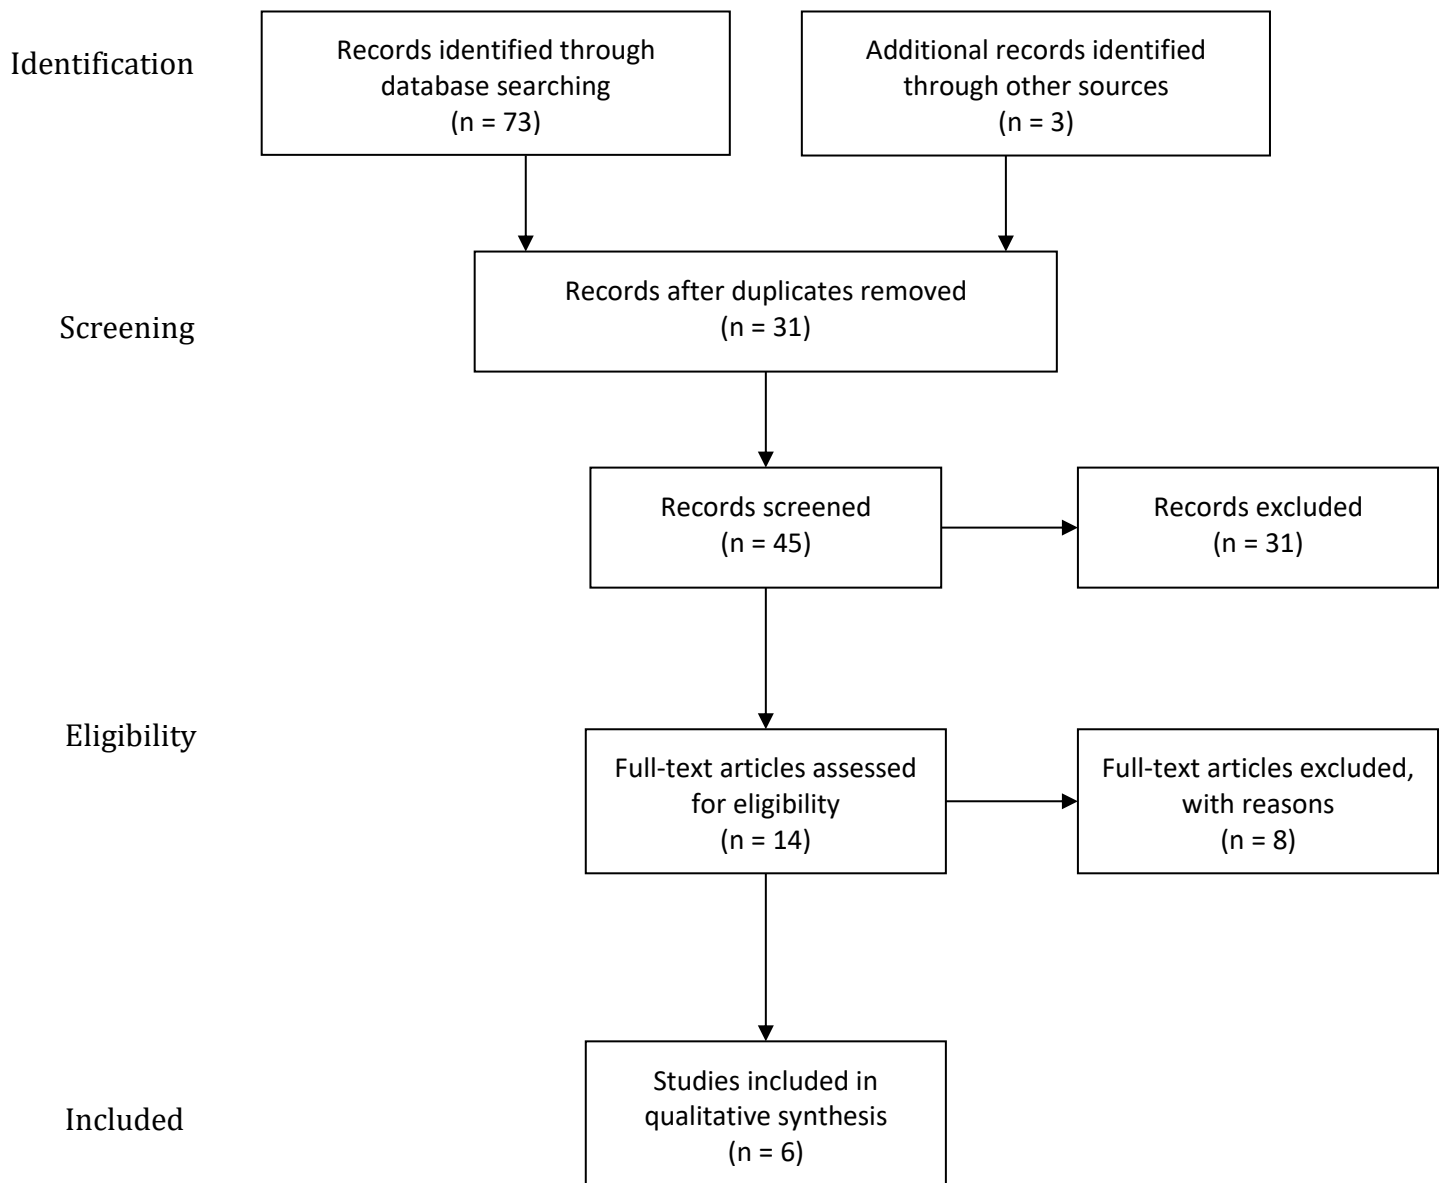 Identification
Records identified through
database searching
(n = 73)
Additional records identified
through other sources
(n = 3)
Screening
Records after duplicates removed
(n = 31)
Records screened
(n = 45)
Records excluded
(n = 31)
Eligibility
Full-text articles assessed
for eligibility
(n = 14)
Full-text articles excluded,
with reasons
(n = 8)
Included
Studies included in
qualitative synthesis
(n = 6)